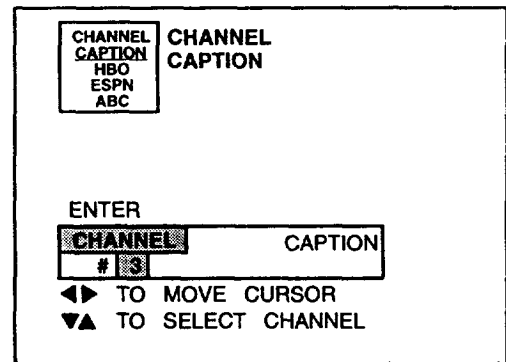 CHANNEL
CAPTION
HBO
ESPN
ABC
CHANNEL
CAPTION
ENTER
CHANNEL CAPTION
# 3
◀▶ TO MOVE CURSOR
▼▲ TO SELECT CHANNEL